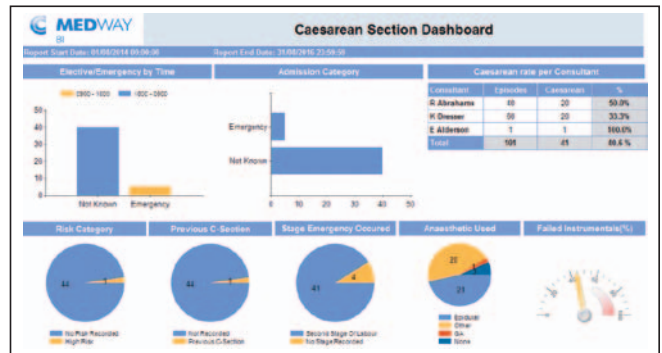 MEDWAY
BI
Caesarean Section Dashboard
Report Start Date: 01/08/2014 00:00:00
Report End Date: 31/08/2016 23:59:59
Elective/Emergency by Time
Admission Category
Caesarean rate per Consultant
0800 - 1800
1800 - 0800
50
40
30
20
10
0
Not Known
Emergency
Emergency
Not Known
0 10 20 30 40 50
Consultant Episodes Caesarean %
R Abrahams 40 20 50.0%
K Dresser 60 20 33.3%
E Alderson 1 1 100.0%
Total 101 41
Risk Category
Previous C-Section
Stage Emergency Occured
Anaesthetic Used
Failed Instrumentals(%)
44 1
44 1
41 4
20
1
No Risk Recorded
High Risk
Not Recorded
Previous C-Section
Second Stage Of Labour
No Stage Recorded
Epidural
Other
GA
None